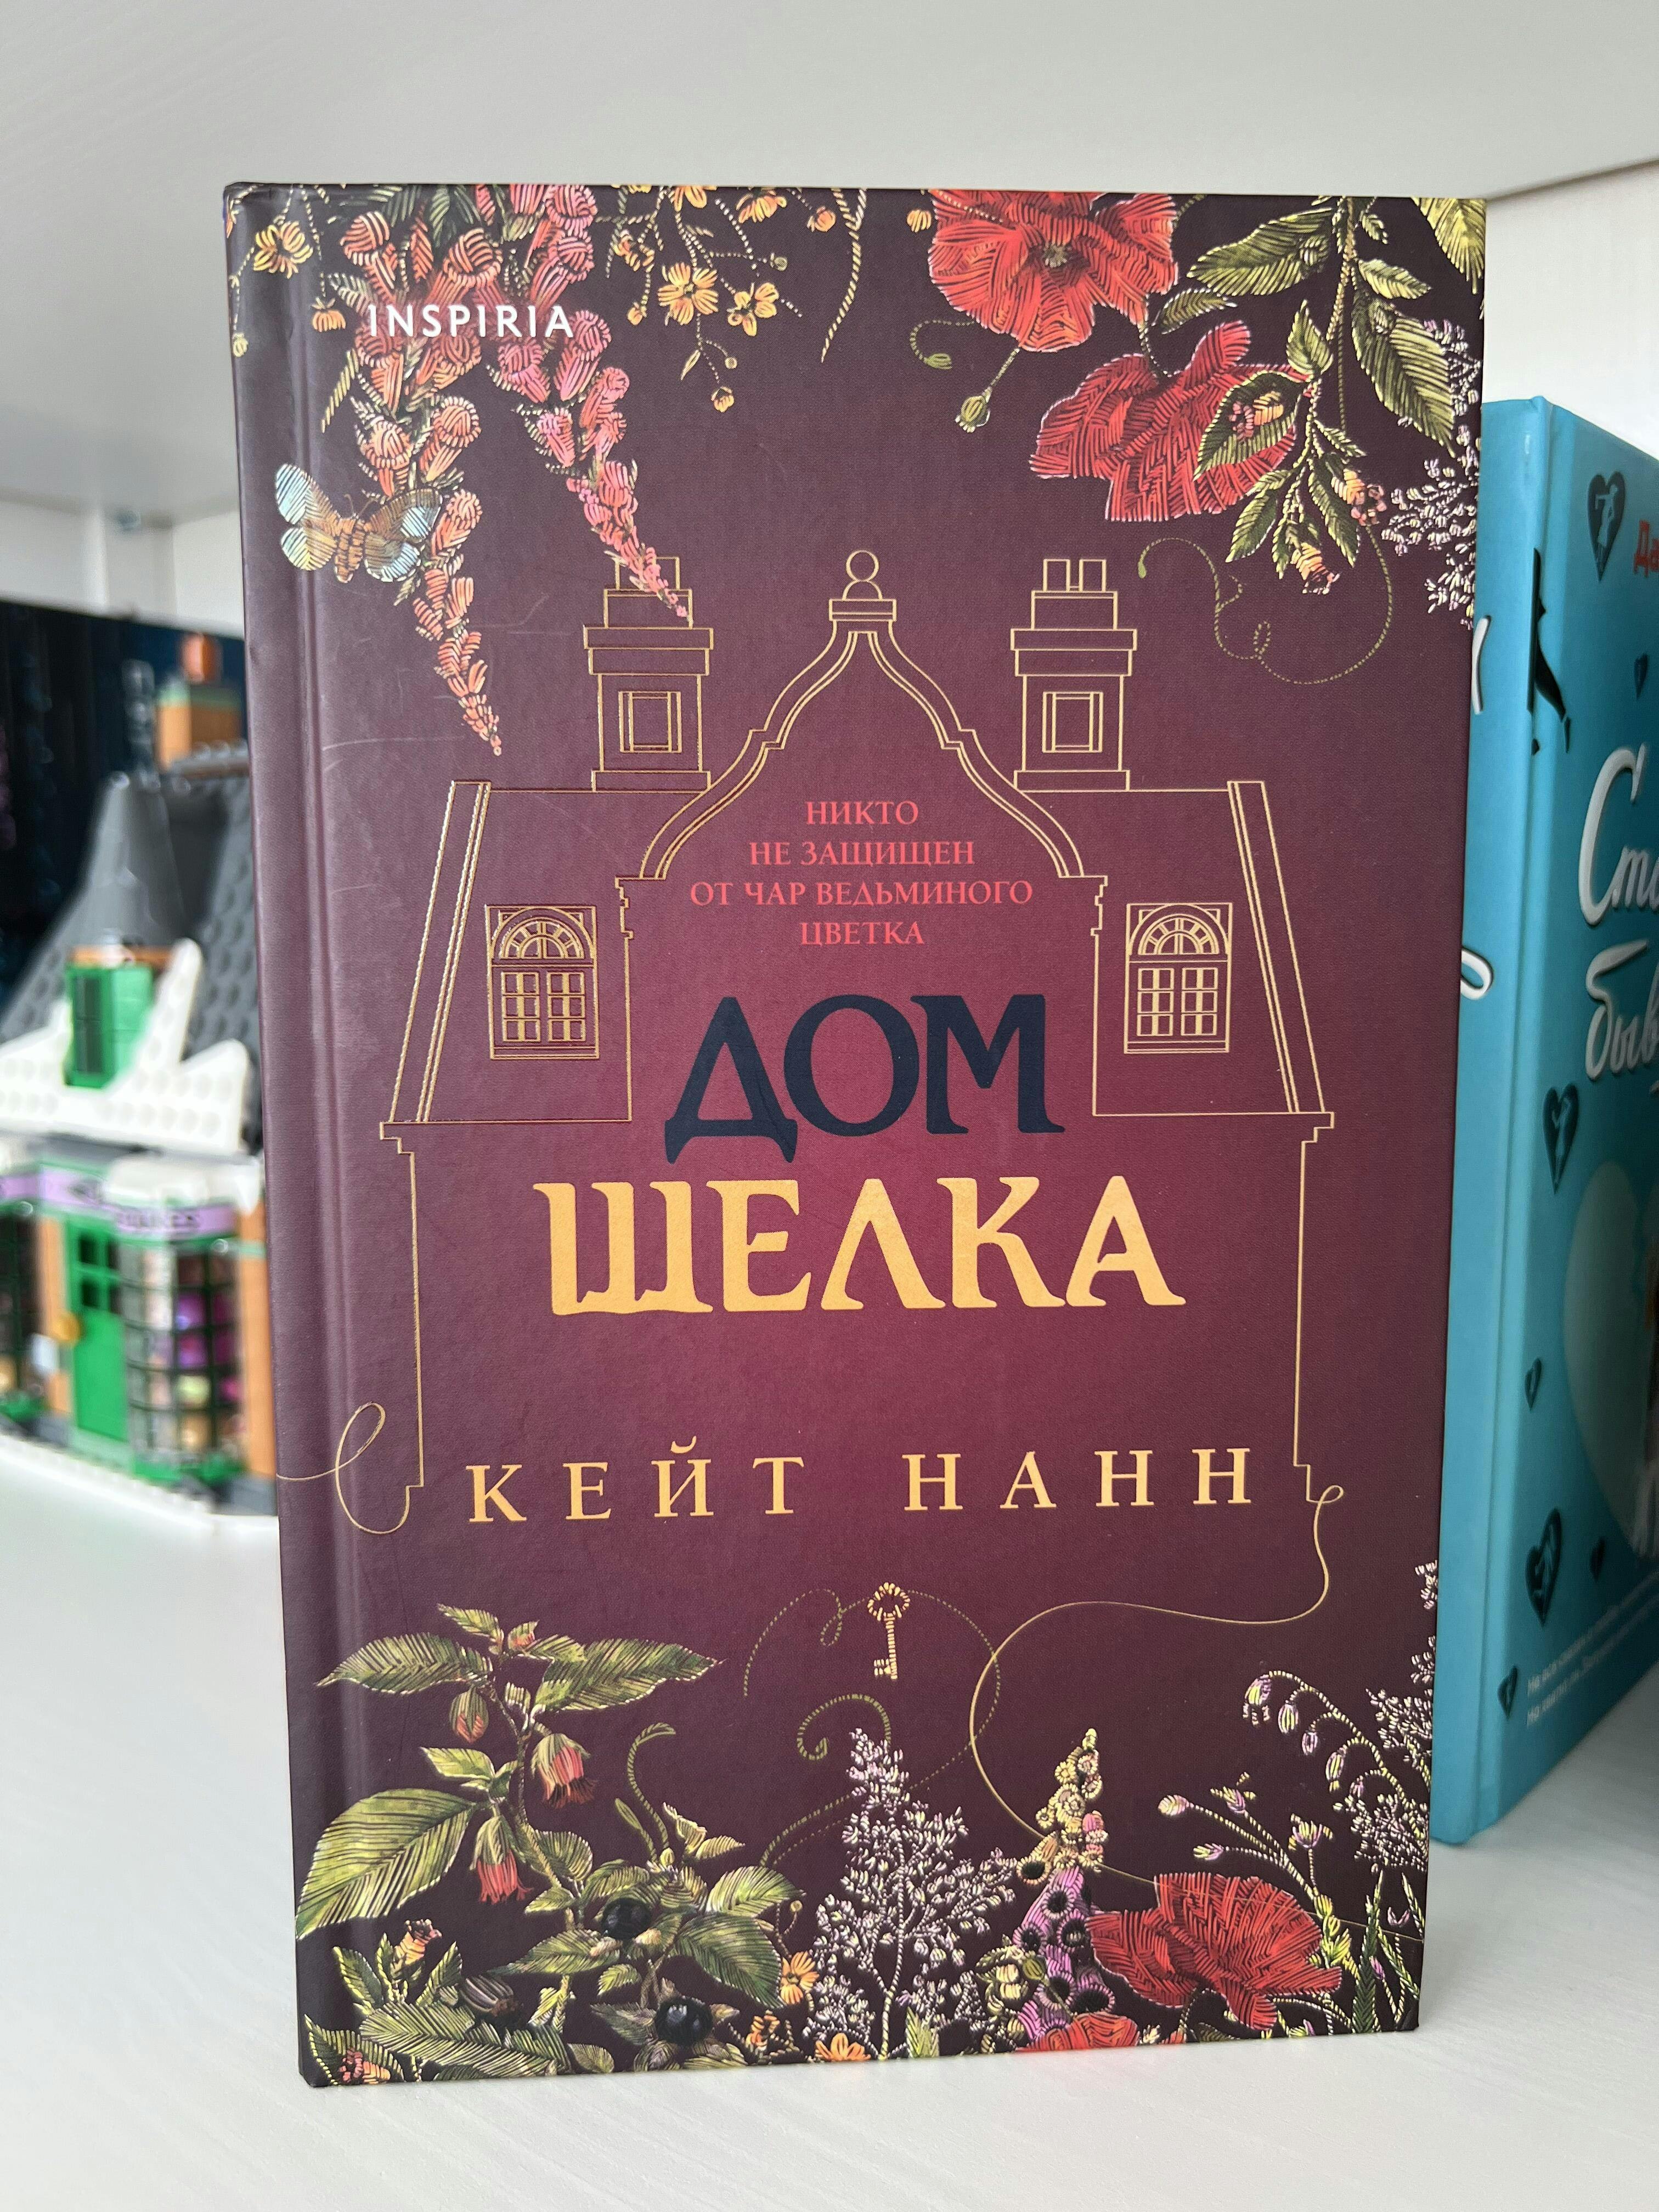 INSPIRIA
НИКТО
НЕ ЗАЩИЩЕН
ОТ ЧАР ВЕДЬМИНОГО
ЦВЕТКА
ДОМ
ШЕЛКА
КЕЙТ НАНН